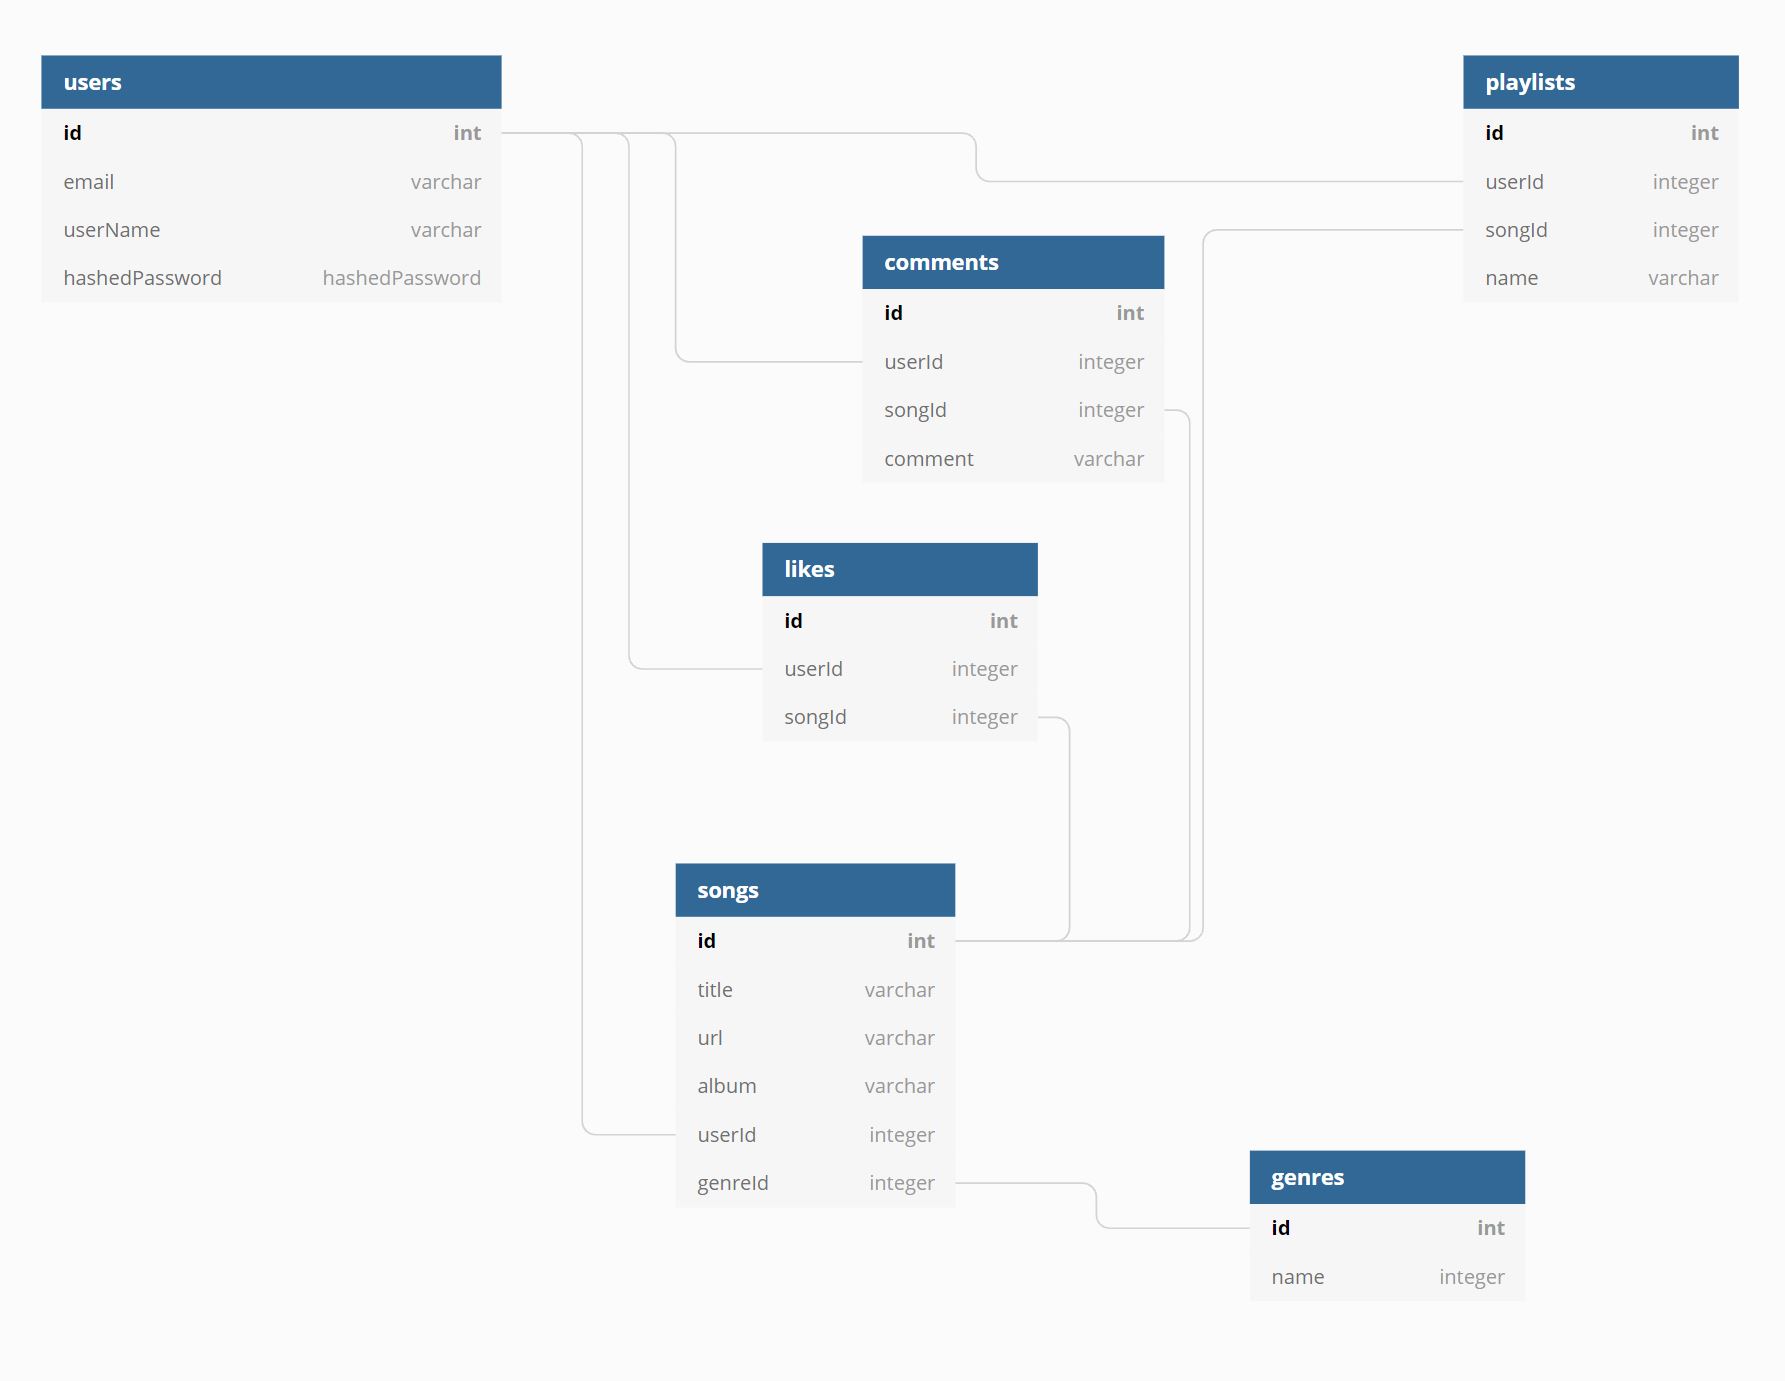 users
id int
email varchar
userName varchar
hashedPassword hashedPassword
playlists
id int
userId integer
songId integer
name varchar
comments
id int
userId integer
songId integer
comment varchar
likes
id int
userId integer
songId integer
songs
id int
title varchar
url varchar
album varchar
userId integer
genreId integer
genres
id int
name integer